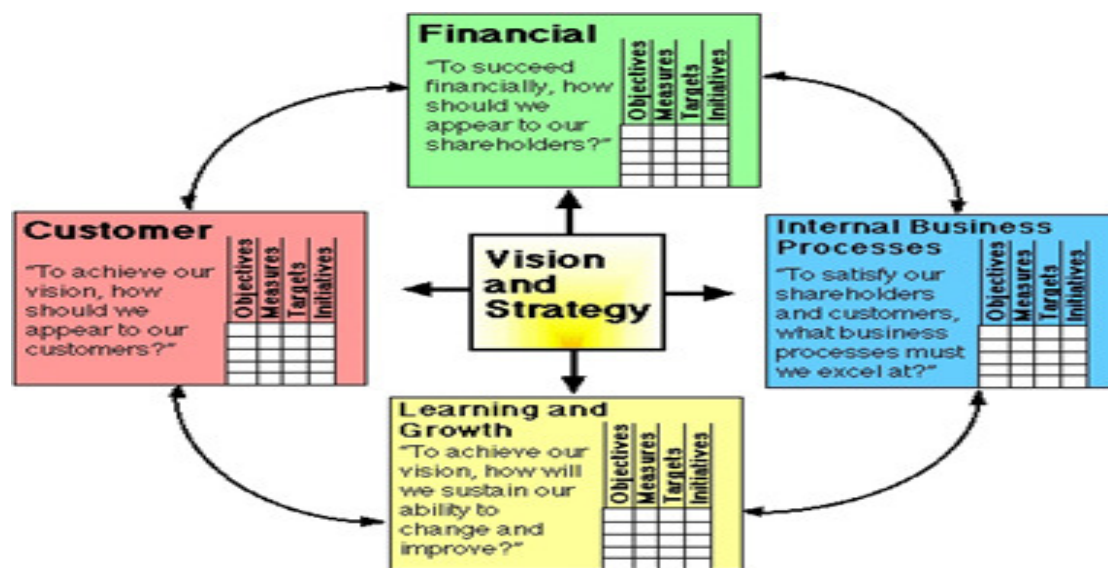 Financial
“To succeed
financially, how
should we
appear to our
shareholders?”
Objectives
Measures
Targets
Initiatives
Customer
“To achieve our
vision, how
should we
appear to our
customers?”
Objectives
Measures
Targets
Initiatives
Vision
and
Strategy
Internal Business
Processes
“To satisfy our
shareholders
and customers,
what business
processes must
we excel at?”
Objectives
Measures
Targets
Initiatives
Learning and
Growth
“To achieve our
vision, how will
we sustain our
ability to
change and
improve?”
Objectives
Measures
Targets
Initiatives